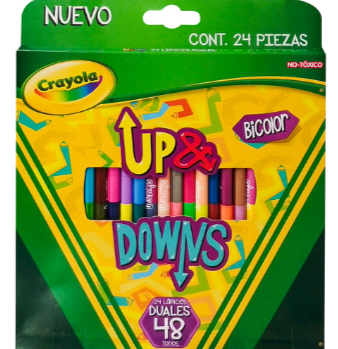 NUEVO
CONT. 24 PIEZAS
NO-TÓXICO
Crayola
BICOLOR
UP &
DOWNS
24 LÁPICES
DUALES
48
TONOS